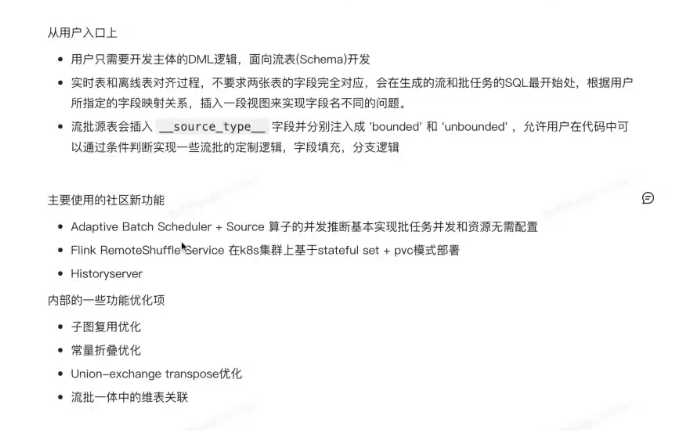 从用户入口上
用户只需要开发主体的DML逻辑，面向流表(Schema)开发
实时表和离线表对齐过程，不要求两张表的字段完全对应，会在生成的流和批任务的SQL最开始处，根据用户
所指定的字段映射关系，插入一段视图来实现字段名不同的问题。
流批源表会插入 __source_type__ 字段并分别注入成 'bounded' 和 'unbounded' ，允许用户在代码中可
以通过条件判断实现一些流批的定制逻辑，字段填充，分支逻辑
主要使用的社区新功能
Adaptive Batch Scheduler + Source 算子的并发推断基本实现批任务并发和资源无需配置
Flink RemoteShuffle Service 在k8s集群上基于stateful set + pvc模式部署
Historyserver
内部的一些功能优化项
子图复用优化
常量折叠优化
Union-exchange transpose优化
流批一体中的维表关联